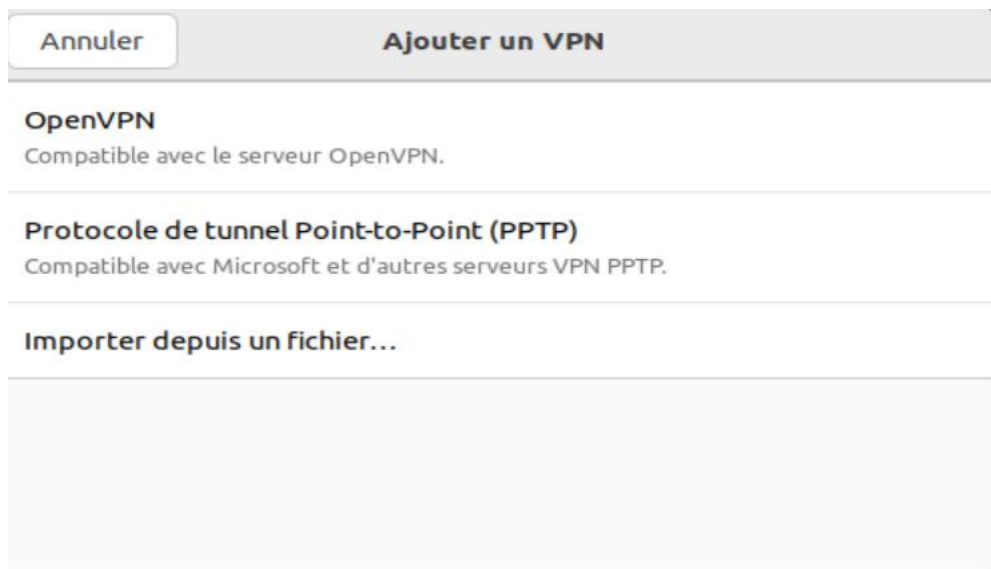 Annuler
Ajouter un VPN
OpenVPN
Compatible avec le serveur OpenVPN.
Protocole de tunnel Point-to-Point (PPTP)
Compatible avec Microsoft et d'autres serveurs VPN PPTP.
Importer depuis un fichier…